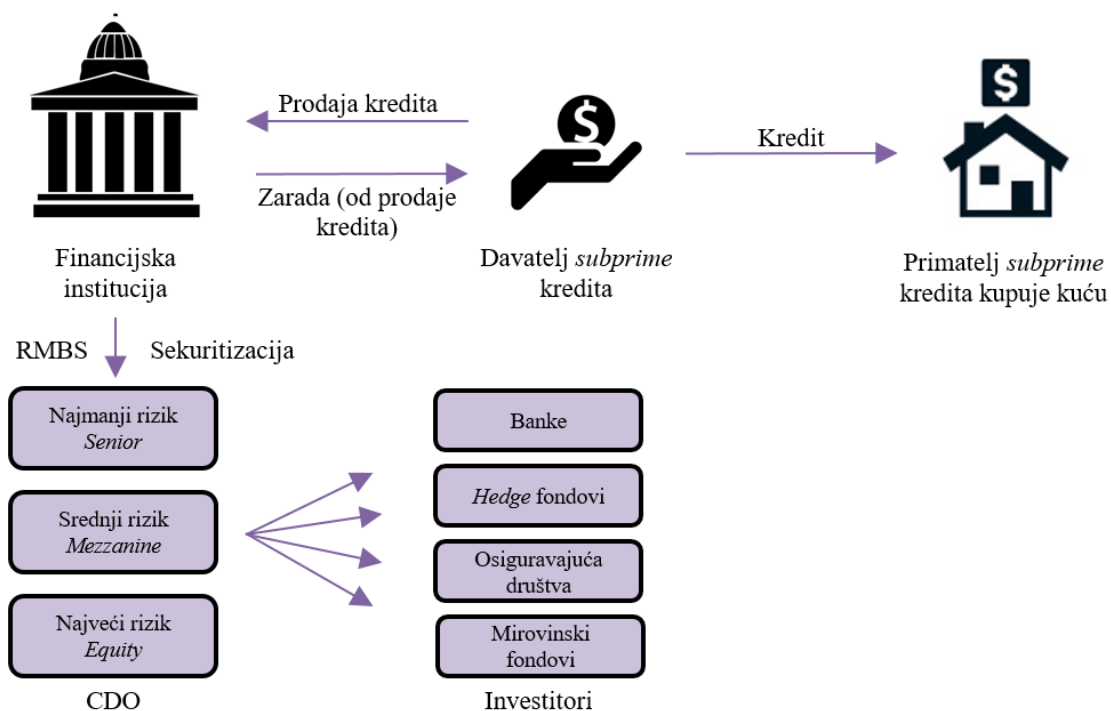 Prodaja kredita
Zarada (od prodaje
kredita)
$
Kredit
$
Financijska
institucija
Davatelj subprime
kredita
Primatelj subprime
kredita kupuje kuću
RMBS
Sekuritizacija
Najmanji rizik
Senior
Srednji rizik
Mezzanine
Najveći rizik
Equity
CDO
Banke
Hedge fondovi
Osiguravajuća
društva
Mirovinski
fondovi
Investitori